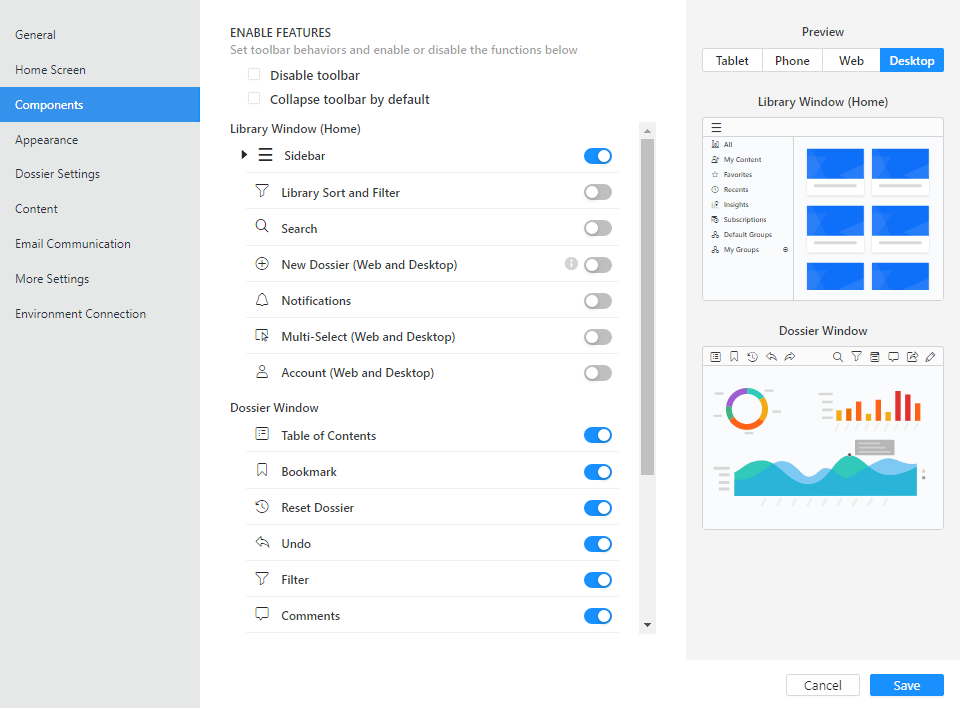 General
Home Screen
Components
Appearance
Dossier Settings
Content
Email Communication
More Settings
Environment Connection
ENABLE FEATURES
Set toolbar behaviors and enable or disable the functions below
Disable toolbar
Collapse toolbar by default
Library Window (Home)
Sidebar
Library Sort and Filter
Search
New Dossier (Web and Desktop)
Notifications
Multi-Select (Web and Desktop)
Account (Web and Desktop)
Dossier Window
Table of Contents
Bookmark
Reset Dossier
Undo
Filter
Comments
Preview
Tablet Phone Web Desktop
Library Window (Home)
All
My Content
Favorites
Recents
Insights
Subscriptions
Default Groups
My Groups
Dossier Window
Cancel Save